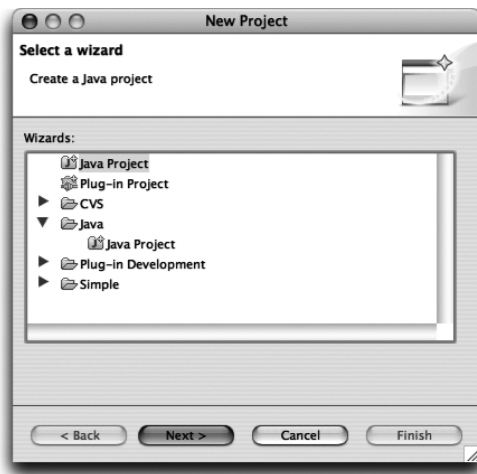 New Project
Select a wizard
Create a Java project
Wizards:
Java Project
Plug-in Project
CVS
Java
Java Project
Plug-in Development
Simple
< Back Next > Cancel Finish